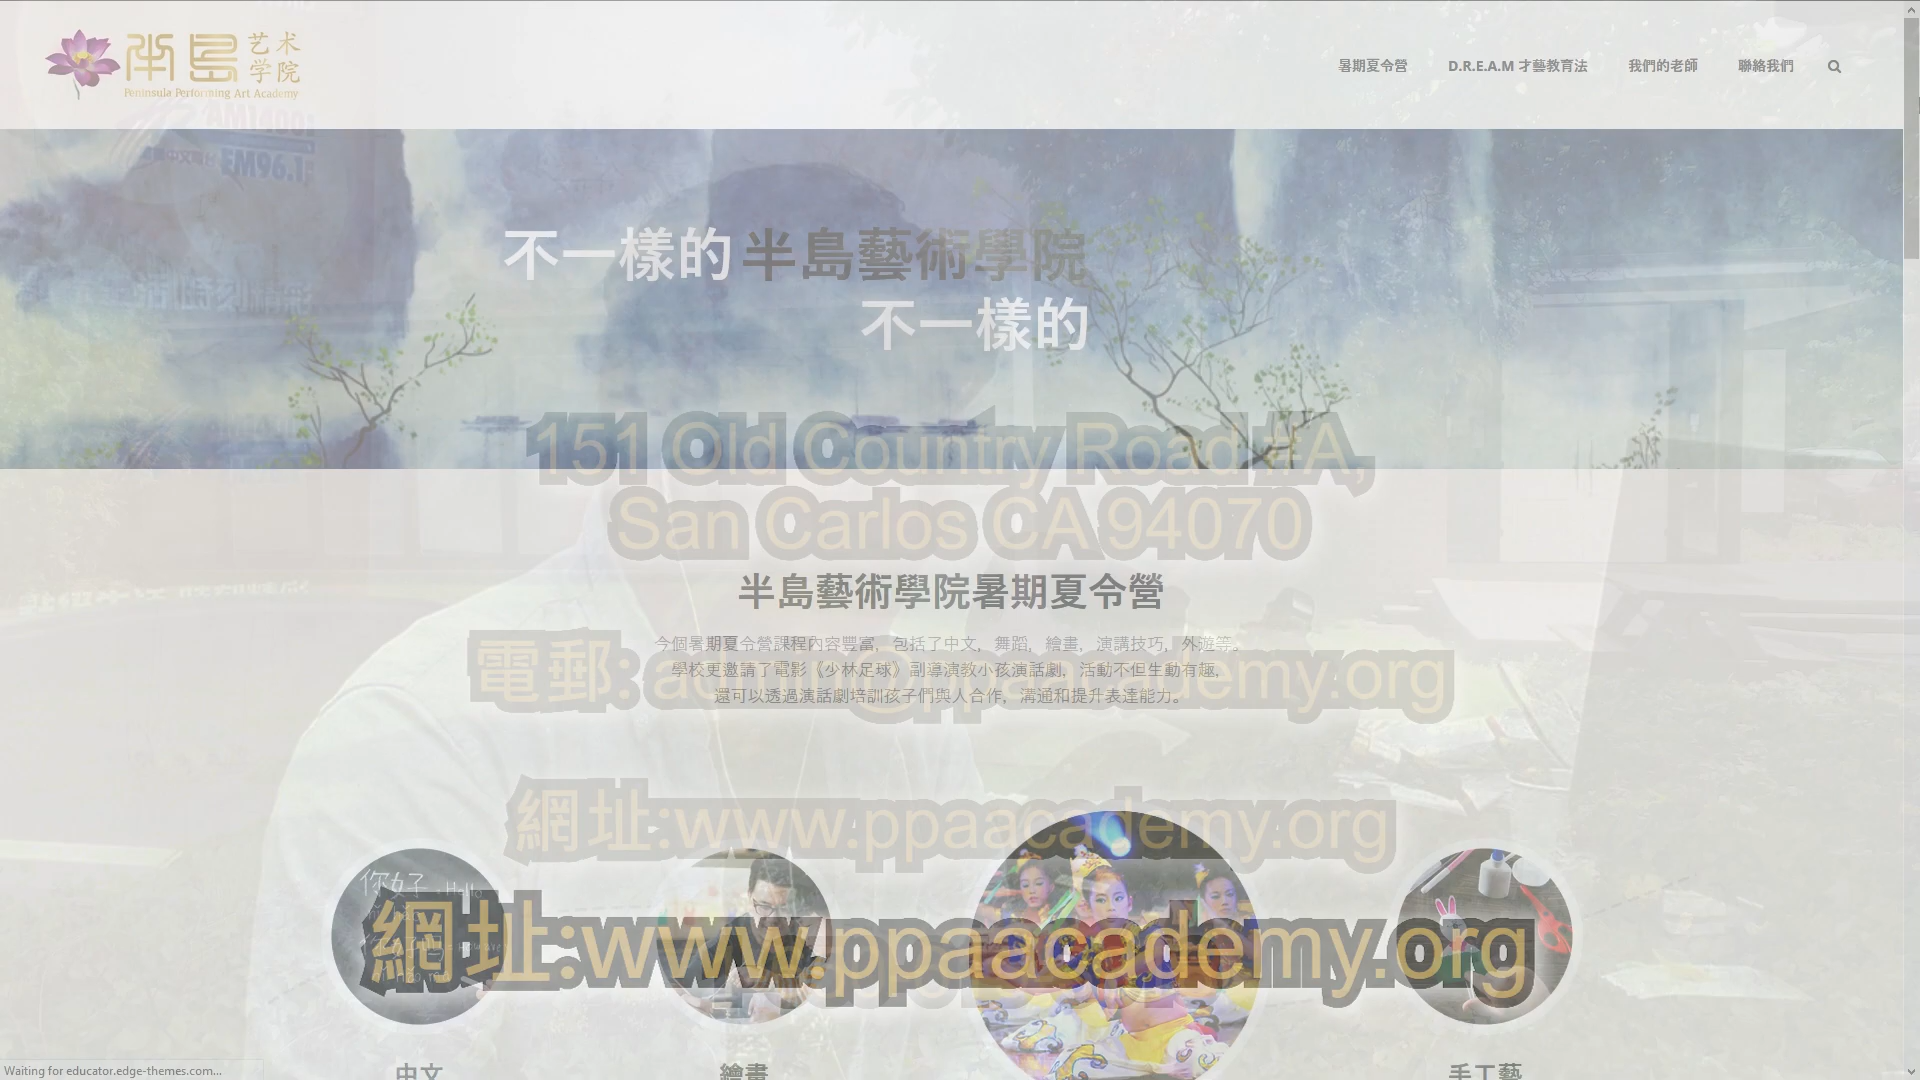 半島 艺术
学院
Peninsula Performing Art Academy
暑期夏令營 D.R.E.A.M 才藝教育法 我們的老師 聯絡我們
AM1400
FM96.1
不一樣的 半島藝術學院
不一樣的
151 Old Country Road #A,
San Carlos CA 94070
半島藝術學院暑期夏令營
今個暑期夏令營課程內容豐富，包括了中文，舞蹈，繪畫，演講技巧，外遊等。
電郵: admin@ppaacademy.org
學校更邀請了電影《少林足球》副導演教小孩演話劇，活動不但生動有趣，
還可以透過演話劇培訓孩子們與人合作，溝通和提升表達能力。
網址:www.ppaacademy.org
你好 - Hello
網址:www.ppaacademy.org
中文 繪畫 手工藝
Waiting for educator.edge-themes.com...